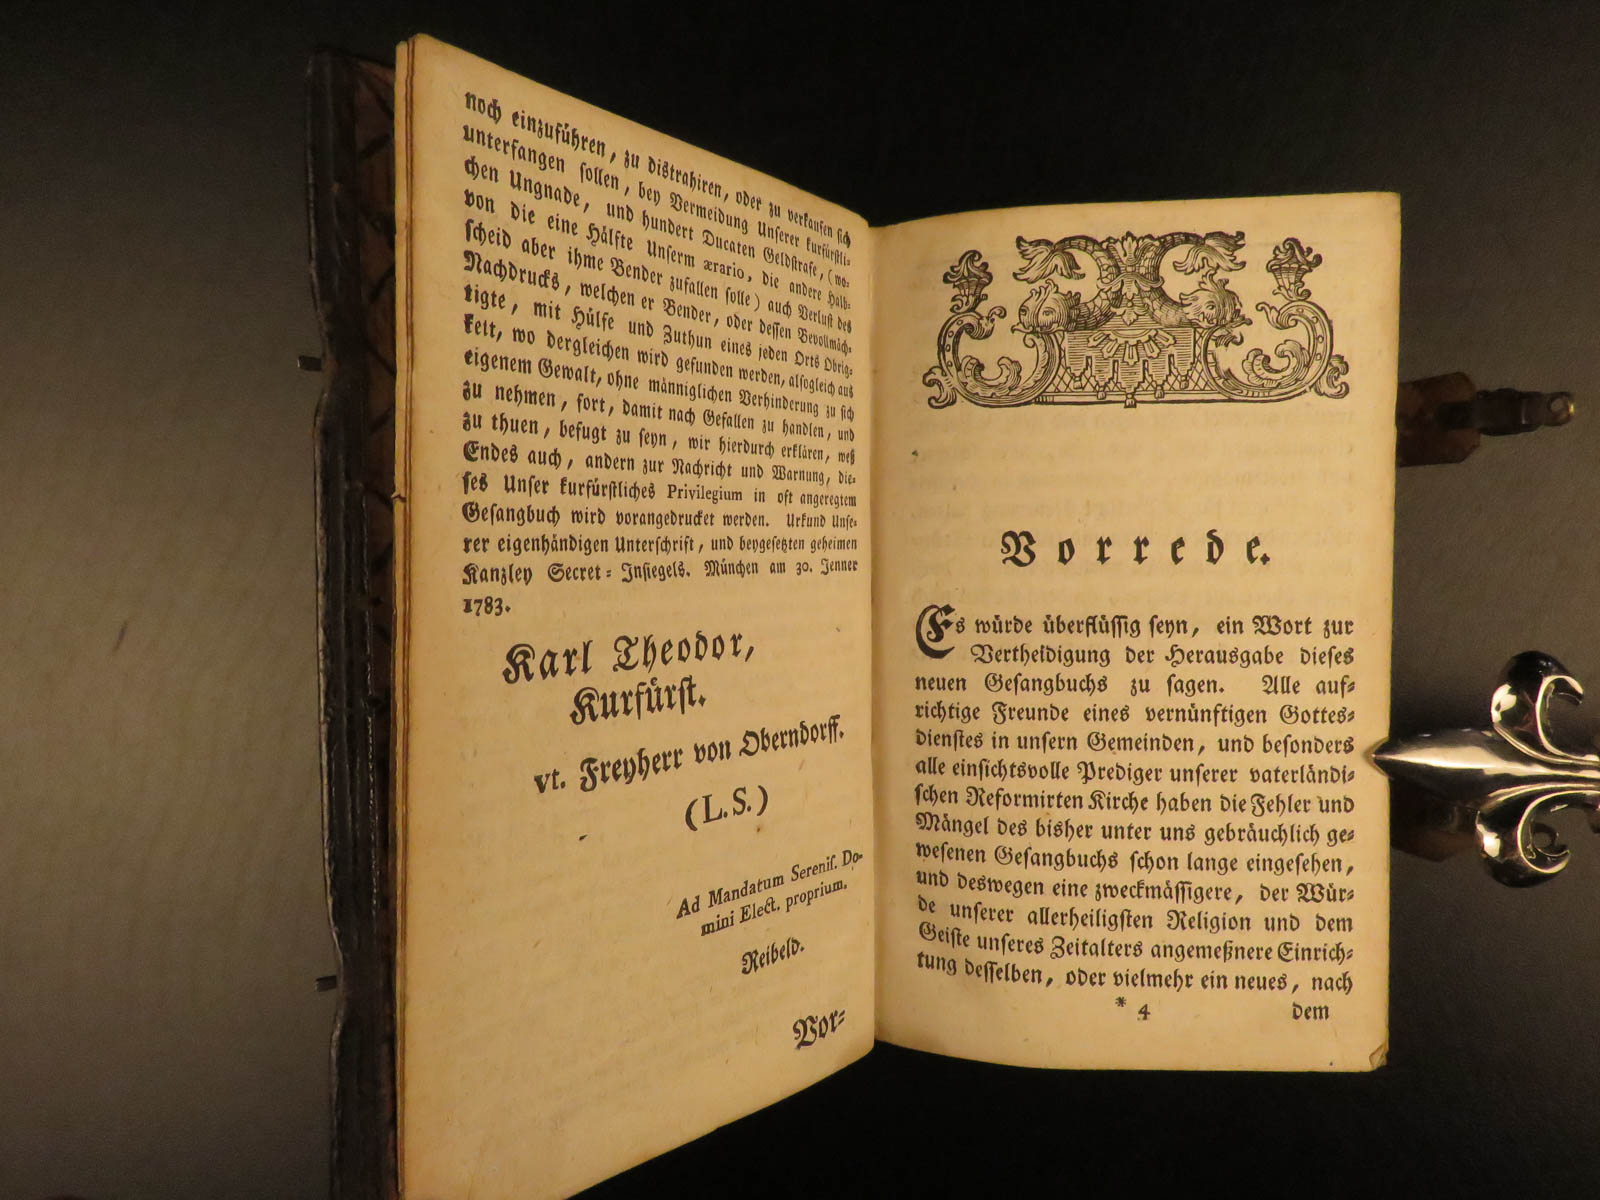 noch einzuführen, zu distrahiren, oder zu verkaufen sich
unterfangen sollen, bey Vermeidung Unserer kurfürstli-
chen Ungnade, und hundert Ducaten Geldstrafe, (wo-
von die eine Hälfte Unserm ærario, die andere Halb-
scheid aber ihme Bender zufallen solle) auch Verlust des
Nachdrucks, welchen er Bender, oder dessen Bevollmäch-
tigte, mit Hülfe und Zuthun eines jeden Orts Obrig-
keit, wo dergleichen wird gefunden werden, alsogleich aus
eigenem Gewalt, ohne männiglichen Verhinderung zu sich
zu nehmen, fort, damit nach Gefallen zu handlen, und
zu thuen, befugt zu seyn, wir hierdurch erklären, weß
Endes auch, andern zur Nachricht und Warnung, die-
ses Unser kurfürstliches Privilegium in oft angeregtem
Gesangbuch wird vorangedrucket werden. Urkund Unse-
rer eigenhändigen Unterschrift, und beygesetzten geheimen
Kanzley Secret-Insiegels. München am 30. Jenner
1783.
Karl Theodor,
Kurfürst.
vt. Freyherr von Oberndorff.
(L.S.)
Ad Mandatum Sereniſ. Do-
mini Elect. proprium.
Reibeld.
Vor-
Vorrede.
Es würde überflüssig seyn, ein Wort zur
Vertheidigung der Herausgabe dieses
neuen Gesangbuchs zu sagen. Alle auf-
richtige Freunde eines vernünftigen Gottes-
dienstes in unsern Gemeinden, und besonders
alle einsichtsvolle Prediger unserer vaterländi-
schen Reformirten Kirche haben die Fehler und
Mängel des bisher unter uns gebräuchlich ge-
wesenen Gesangbuchs schon lange eingesehen,
und deswegen eine zweckmässigere, der Wür-
de unserer allerheiligsten Religion und dem
Geiste unseres Zeitalters angemeßnere Einrich-
tung desselben, oder vielmehr ein neues, nach
* 4 dem